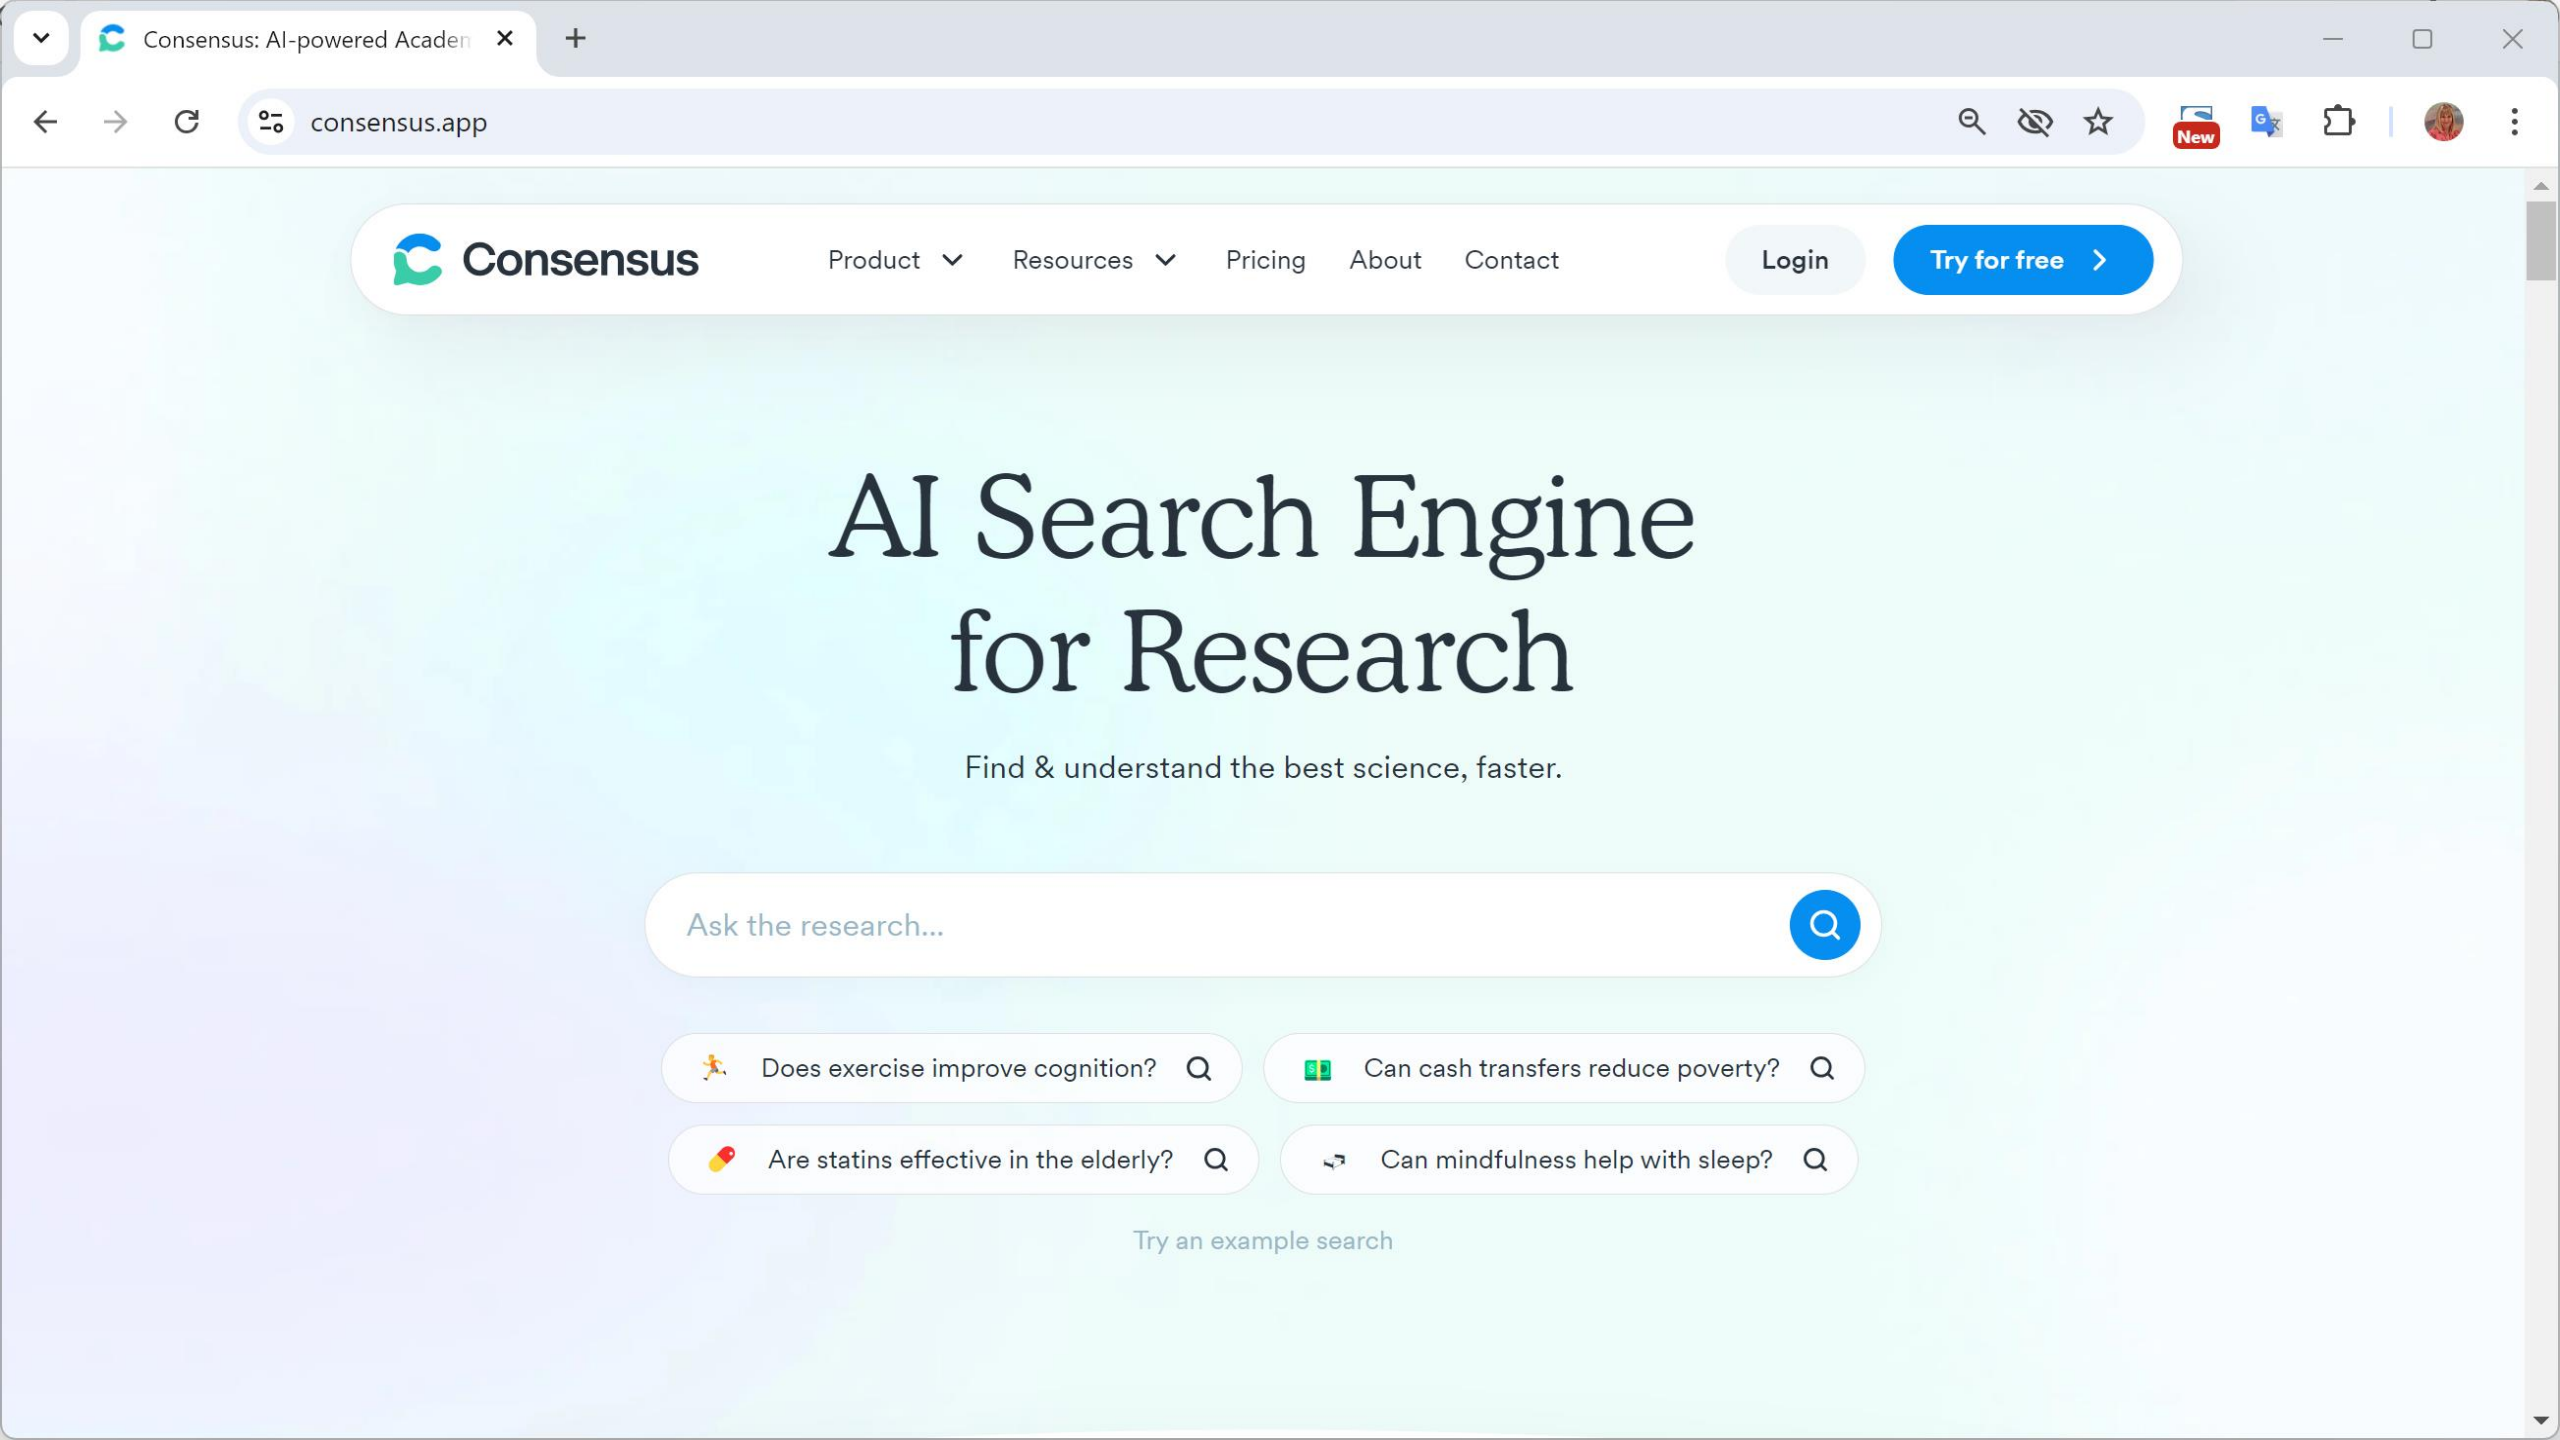 Consensus: AI-powered Academ
consensus.app
New
Consensus
Product
Resources
Pricing
About
Contact
Login
Try for free
AI Search Engine
for Research
Find & understand the best science, faster.
Ask the research...
Does exercise improve cognition?
Can cash transfers reduce poverty?
Are statins effective in the elderly?
Can mindfulness help with sleep?
Try an example search